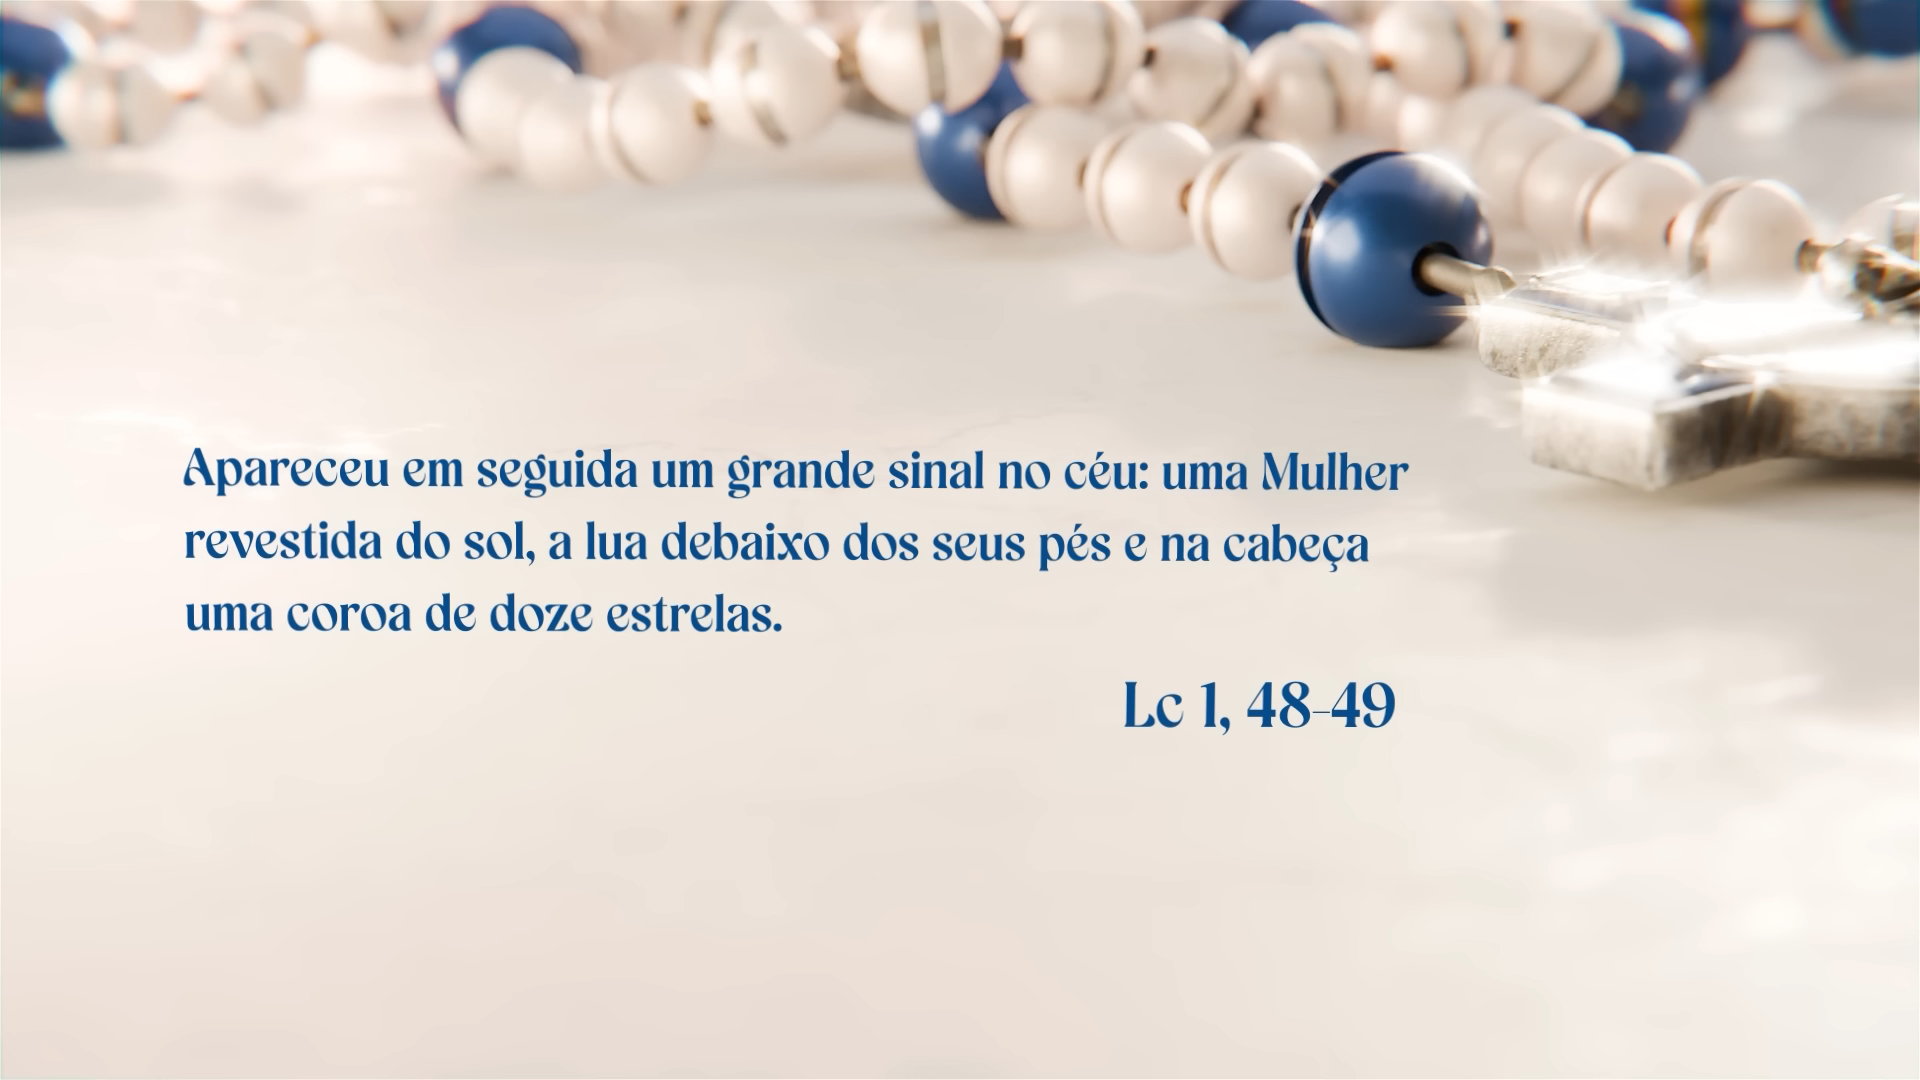 Apareceu em seguida um grande sinal no céu: uma Mulher
revestida do sol, a lua debaixo dos seus pés e na cabeça
uma coroa de doze estrelas.
Lc 1, 48-49